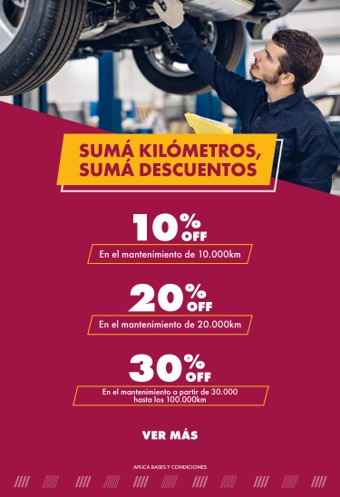 SUMÁ KILÓMETROS,
SUMÁ DESCUENTOS
10% OFF
En el mantenimiento de 10.000km
20% OFF
En el mantenimiento de 20.000km
30% OFF
En el mantenimiento a partir de 30.000
hasta los 100.000km
VER MÁS
APLICA BASES Y CONDICIONES